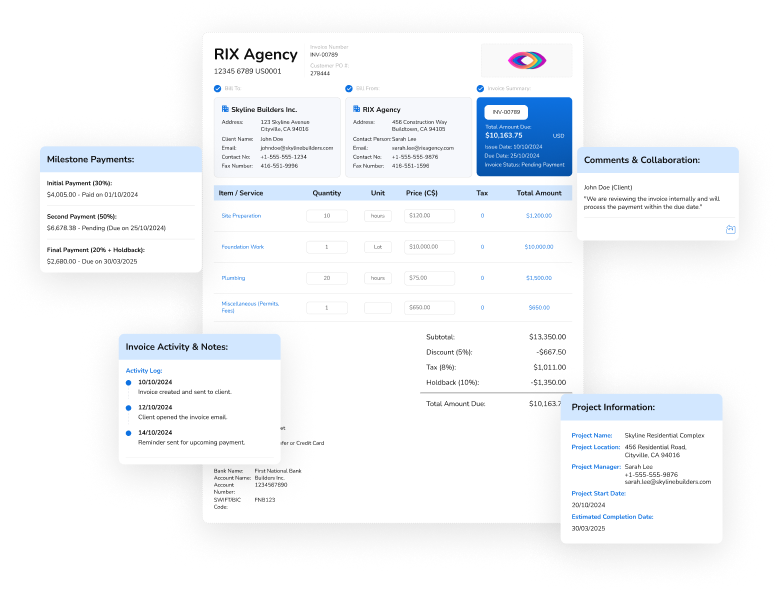 RIX Agency
12345 6789 US0001
Invoice Number
INV-00789
Customer PO #:
278444
Bill To:
Bill From:
Invoice Summary:
Skyline Builders Inc.
Address: 123 Skyline Avenue
Cityville, CA 94016
Client Name: John Doe
Email: johndoe@skylinebuilders.com
Contact No: +1-555-555-1234
Fax Number: 416-551-9996
RIX Agency
Address: 456 Construction Way
Buildtown, CA 94105
Contact Person: Sarah Lee
Email: sarah.lee@rixagency.com
Contact No: +1-555-555-9876
Fax Number: 416-551-1596
INV-00789
Total Amount Due:
$10,163.75 USD
Issue Date: 10/10/2024
Due Date: 25/10/2024
Invoice Status: Pending Payment
Milestone Payments:
Initial Payment (30%):
$4,005.00 - Paid on 01/10/2024
Second Payment (50%):
$6,678.38 - Pending (Due on 25/10/2024)
Final Payment (20% + Holdback):
$2,680.00 - Due on 30/03/2025
Comments & Collaboration:
John Doe (Client)
"We are reviewing the invoice internally and will
process the payment within the due date."
Item / Service Quantity Unit Price (C$) Tax Total Amount
Site Preparation 10 hours $120.00 0 $1,200.00
Foundation Work 1 Lot $10,000.00 0 $10,000.00
Plumbing 20 hours $75.00 0 $1,500.00
Miscellaneous (Permits,
Fees) 1 $650.00 0 $650.00
Subtotal: $13,350.00
Discount (5%): -$667.50
Tax (8%): $1,011.00
Holdback (10%): -$1,350.00
Total Amount Due: $10,163.7
Invoice Activity & Notes:
Activity Log:
10/10/2024
Invoice created and sent to client.
12/10/2024
Client opened the invoice email.
14/10/2024
Reminder sent for upcoming payment.
fer or Credit Card
Bank Name: First National Bank
Account Name: Builders Inc.
Account
Number: 1234567890
SWIFT/BIC
Code: FNB123
Project Information:
Project Name: Skyline Residential Complex
Project Location: 456 Residential Road,
Cityville, CA 94016
Project Manager: Sarah Lee
+1-555-555-9876
sarah.lee@skylinebuilders.com
Project Start Date:
20/10/2024
Estimated Completion Date:
30/03/2025